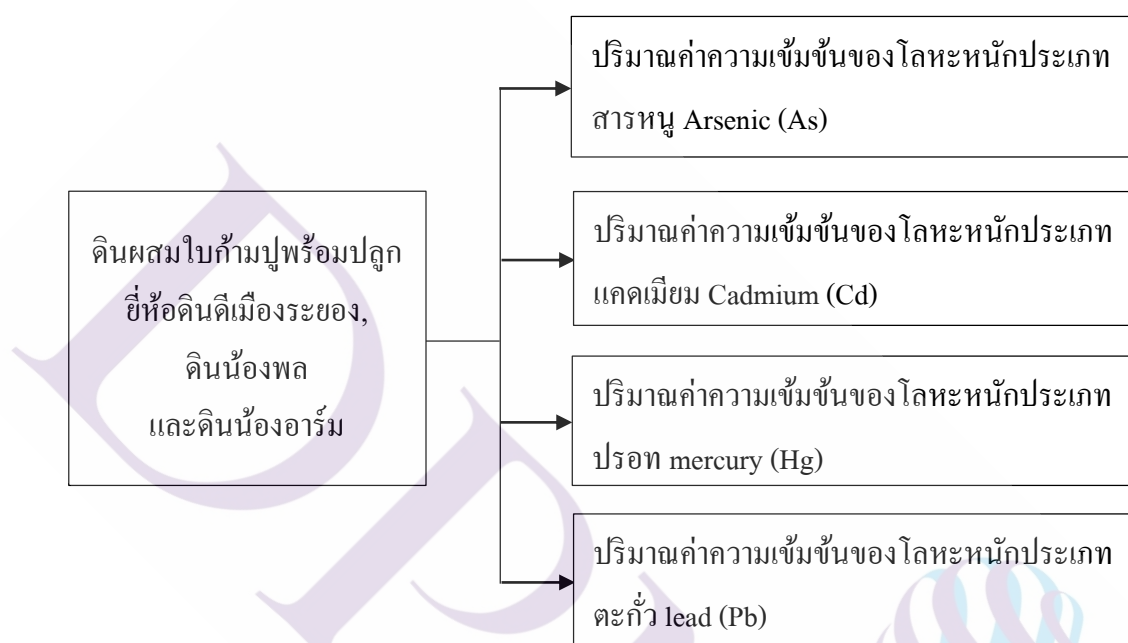 ปริมาณค่าความเข้มข้นของโลหะหนักประเภท
สารหนู Arsenic (As)
ดินผสมใบก้ามปูพร้อมปลูก
ยี่ห้อดินดีเมืองระยอง,
ดินน้องพล
และดินน้องอาร์ม
ปริมาณค่าความเข้มข้นของโลหะหนักประเภท
แคดเมียม Cadmium (Cd)
ปริมาณค่าความเข้มข้นของโลหะหนักประเภท
ปรอท mercury (Hg)
ปริมาณค่าความเข้มข้นของโลหะหนักประเภท
ตะกั่ว lead (Pb)